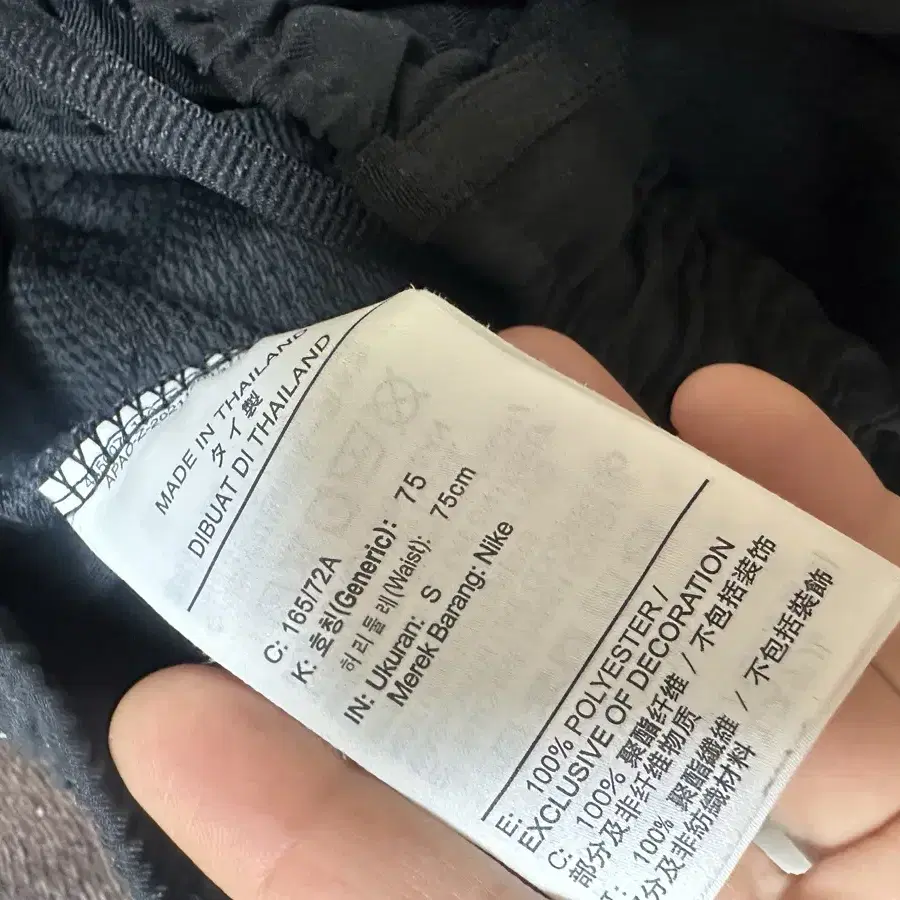 MADE IN THAILAND
タイ製
DIBUAT DI THAILAND
C: 165/72A
K: 호칭(Generic): 75
허리둘레(Waist): 75cm
IN: Ukuran: S
Merek Barang: Nike
E: 100% POLYESTER /
EXCLUSIVE OF DECORATION
C: 100% 聚酯纤维 / 不包括装饰
部分及非纤维物质
100% 聚酯纖維 / 不包括裝飾
部分及非紡織材料